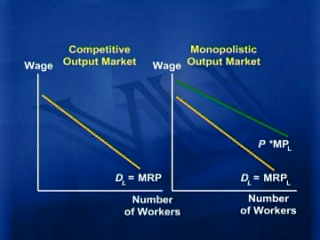 Competitive
Output Market
Wage
D_L = MRP
Number
of Workers
Monopolistic
Output Market
Wage
P *MP_L
D_L = MRP_L
Number
of Workers